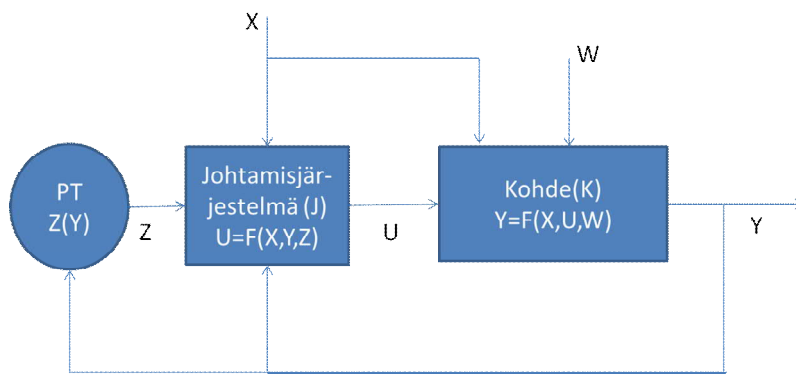 X
W
PT
Z(Y)
Z
Johtamisjär-
jestelmä (J)
U=F(X,Y,Z)
U
Kohde(K)
Y=F(X,U,W)
Y